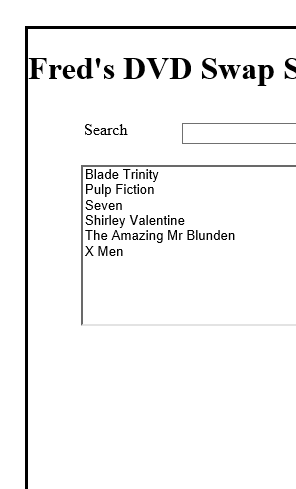 Fred's DVD Swap S
Search
Blade Trinity
Pulp Fiction
Seven
Shirley Valentine
The Amazing Mr Blunden
X Men